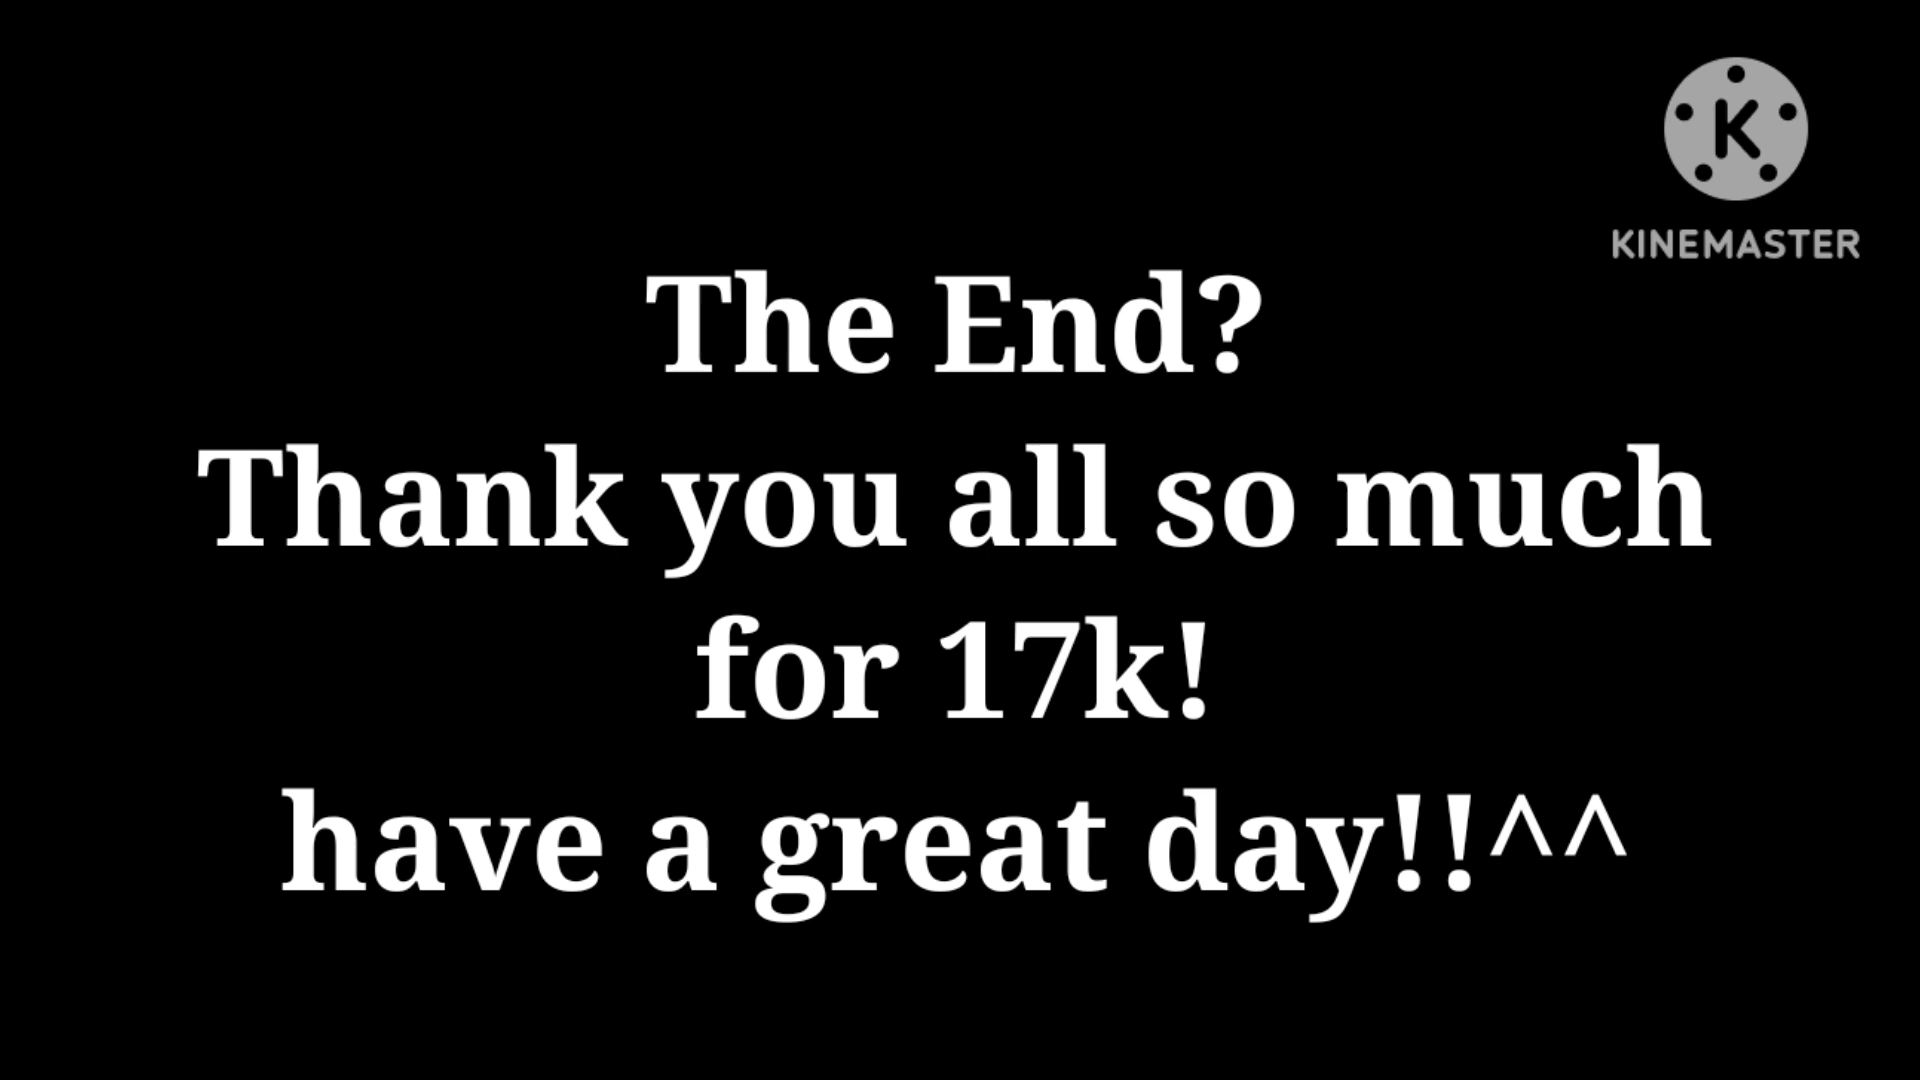 K
KINEMASTER
The End?
Thank you all so much
for 17k!
have a great day!!^^